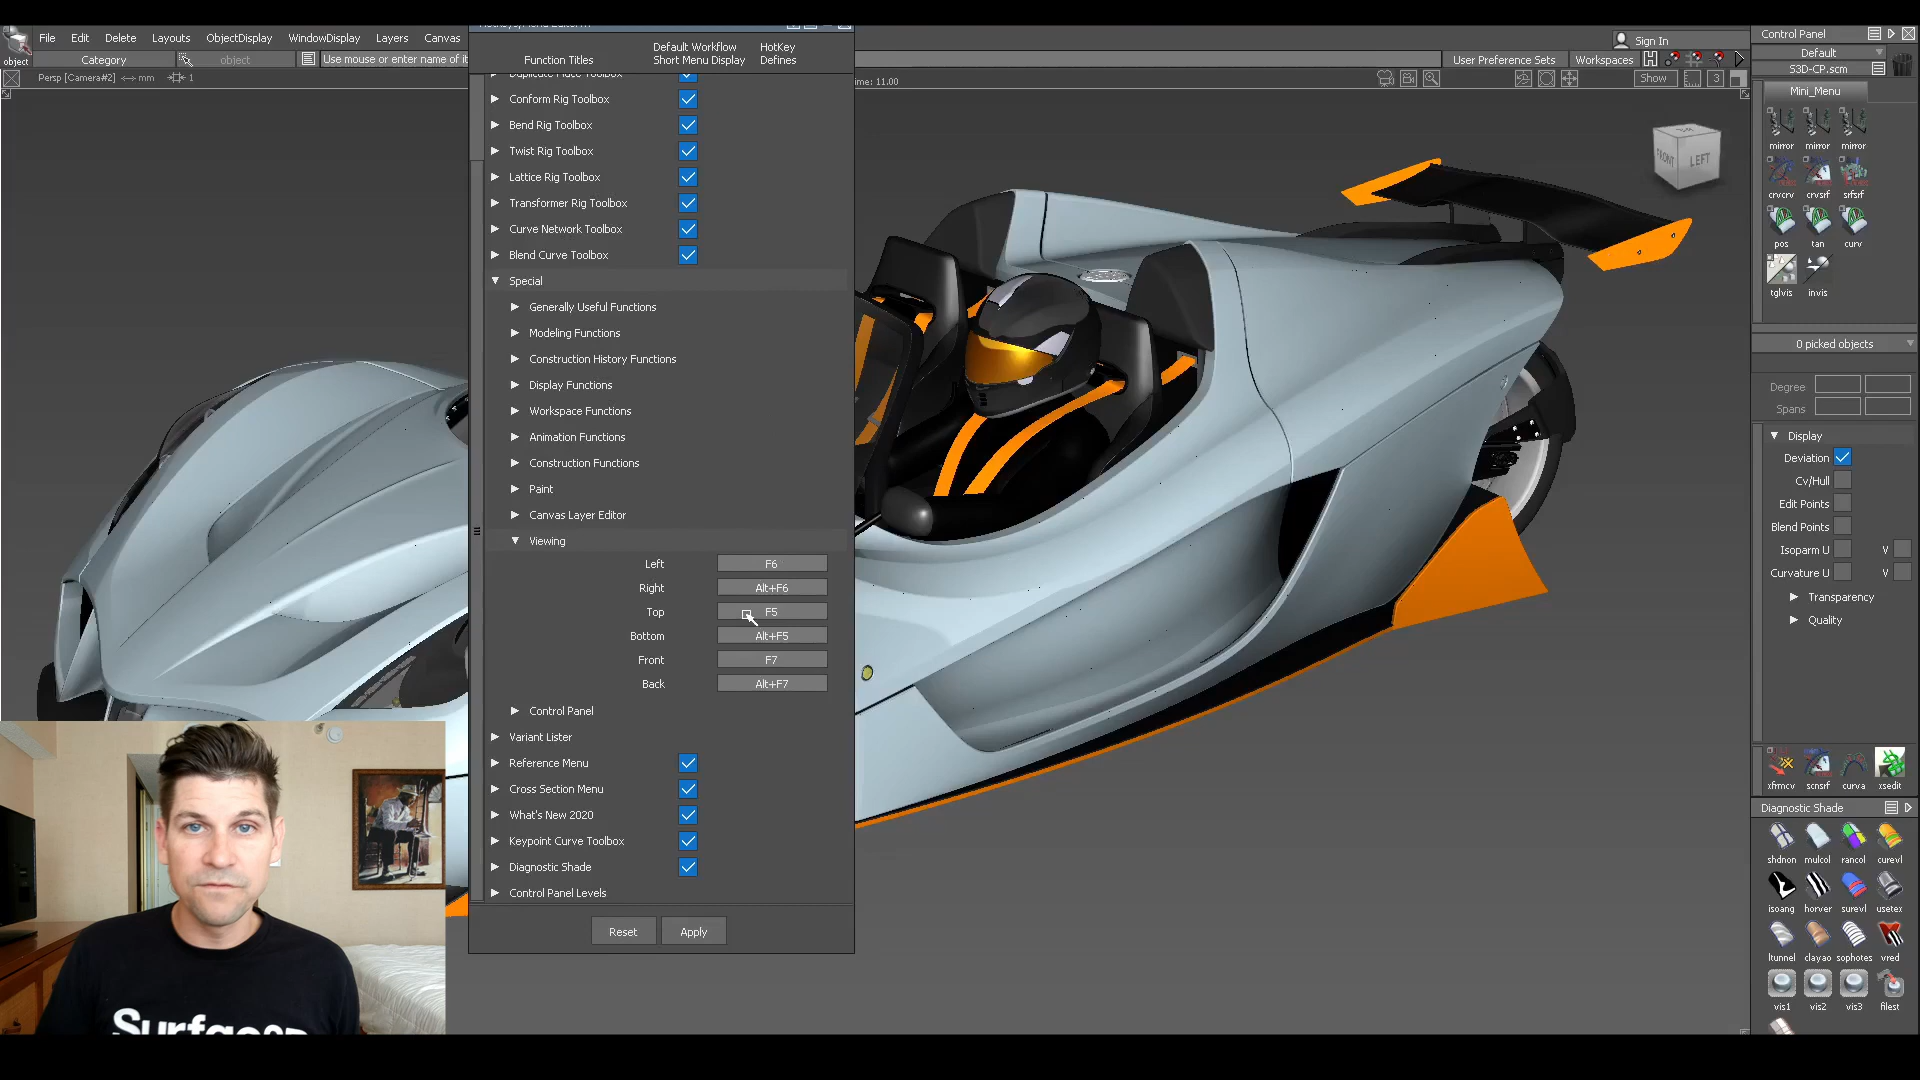 File Edit Delete Layouts ObjectDisplay WindowDisplay Layers Canvas
object Category object Use mouse or enter name of it
Persp [Camera#2] mm 1
Function Titles
Default Workflow
Short Menu Display
HotKey
Defines
Conform Rig Toolbox
Bend Rig Toolbox
Twist Rig Toolbox
Lattice Rig Toolbox
Transformer Rig Toolbox
Curve Network Toolbox
Blend Curve Toolbox
Special
Generally Useful Functions
Modeling Functions
Construction History Functions
Display Functions
Workspace Functions
Animation Functions
Construction Functions
Paint
Canvas Layer Editor
Viewing
Left F6
Right Alt+F6
Top F5
Bottom Alt+F5
Front F7
Back Alt+F7
Control Panel
Variant Lister
Reference Menu
Cross Section Menu
What's New 2020
Keypoint Curve Toolbox
Diagnostic Shade
Control Panel Levels
Reset Apply
Sign In
User Preference Sets Workspaces
me: 11.00
Show 3
FRONT LEFT
Control Panel
Default
S3D-CP.scm
Mini_Menu
mirror mirror mirror
crvcrv crvsrf srfsrf
pos tan curv
tglvis invis
0 picked objects
Degree
Spans
Display
Deviation
Cv/Hull
Edit Points
Blend Points
Isoparm U V
Curvature U V
Transparency
Quality
xfrmcv scnsrf curva xsedit
Diagnostic Shade
shdnon mulcol rancol curevl
isoang horver surevl usetex
ltunnel clayao sophotes vred
vis1 vis2 vis3 filest